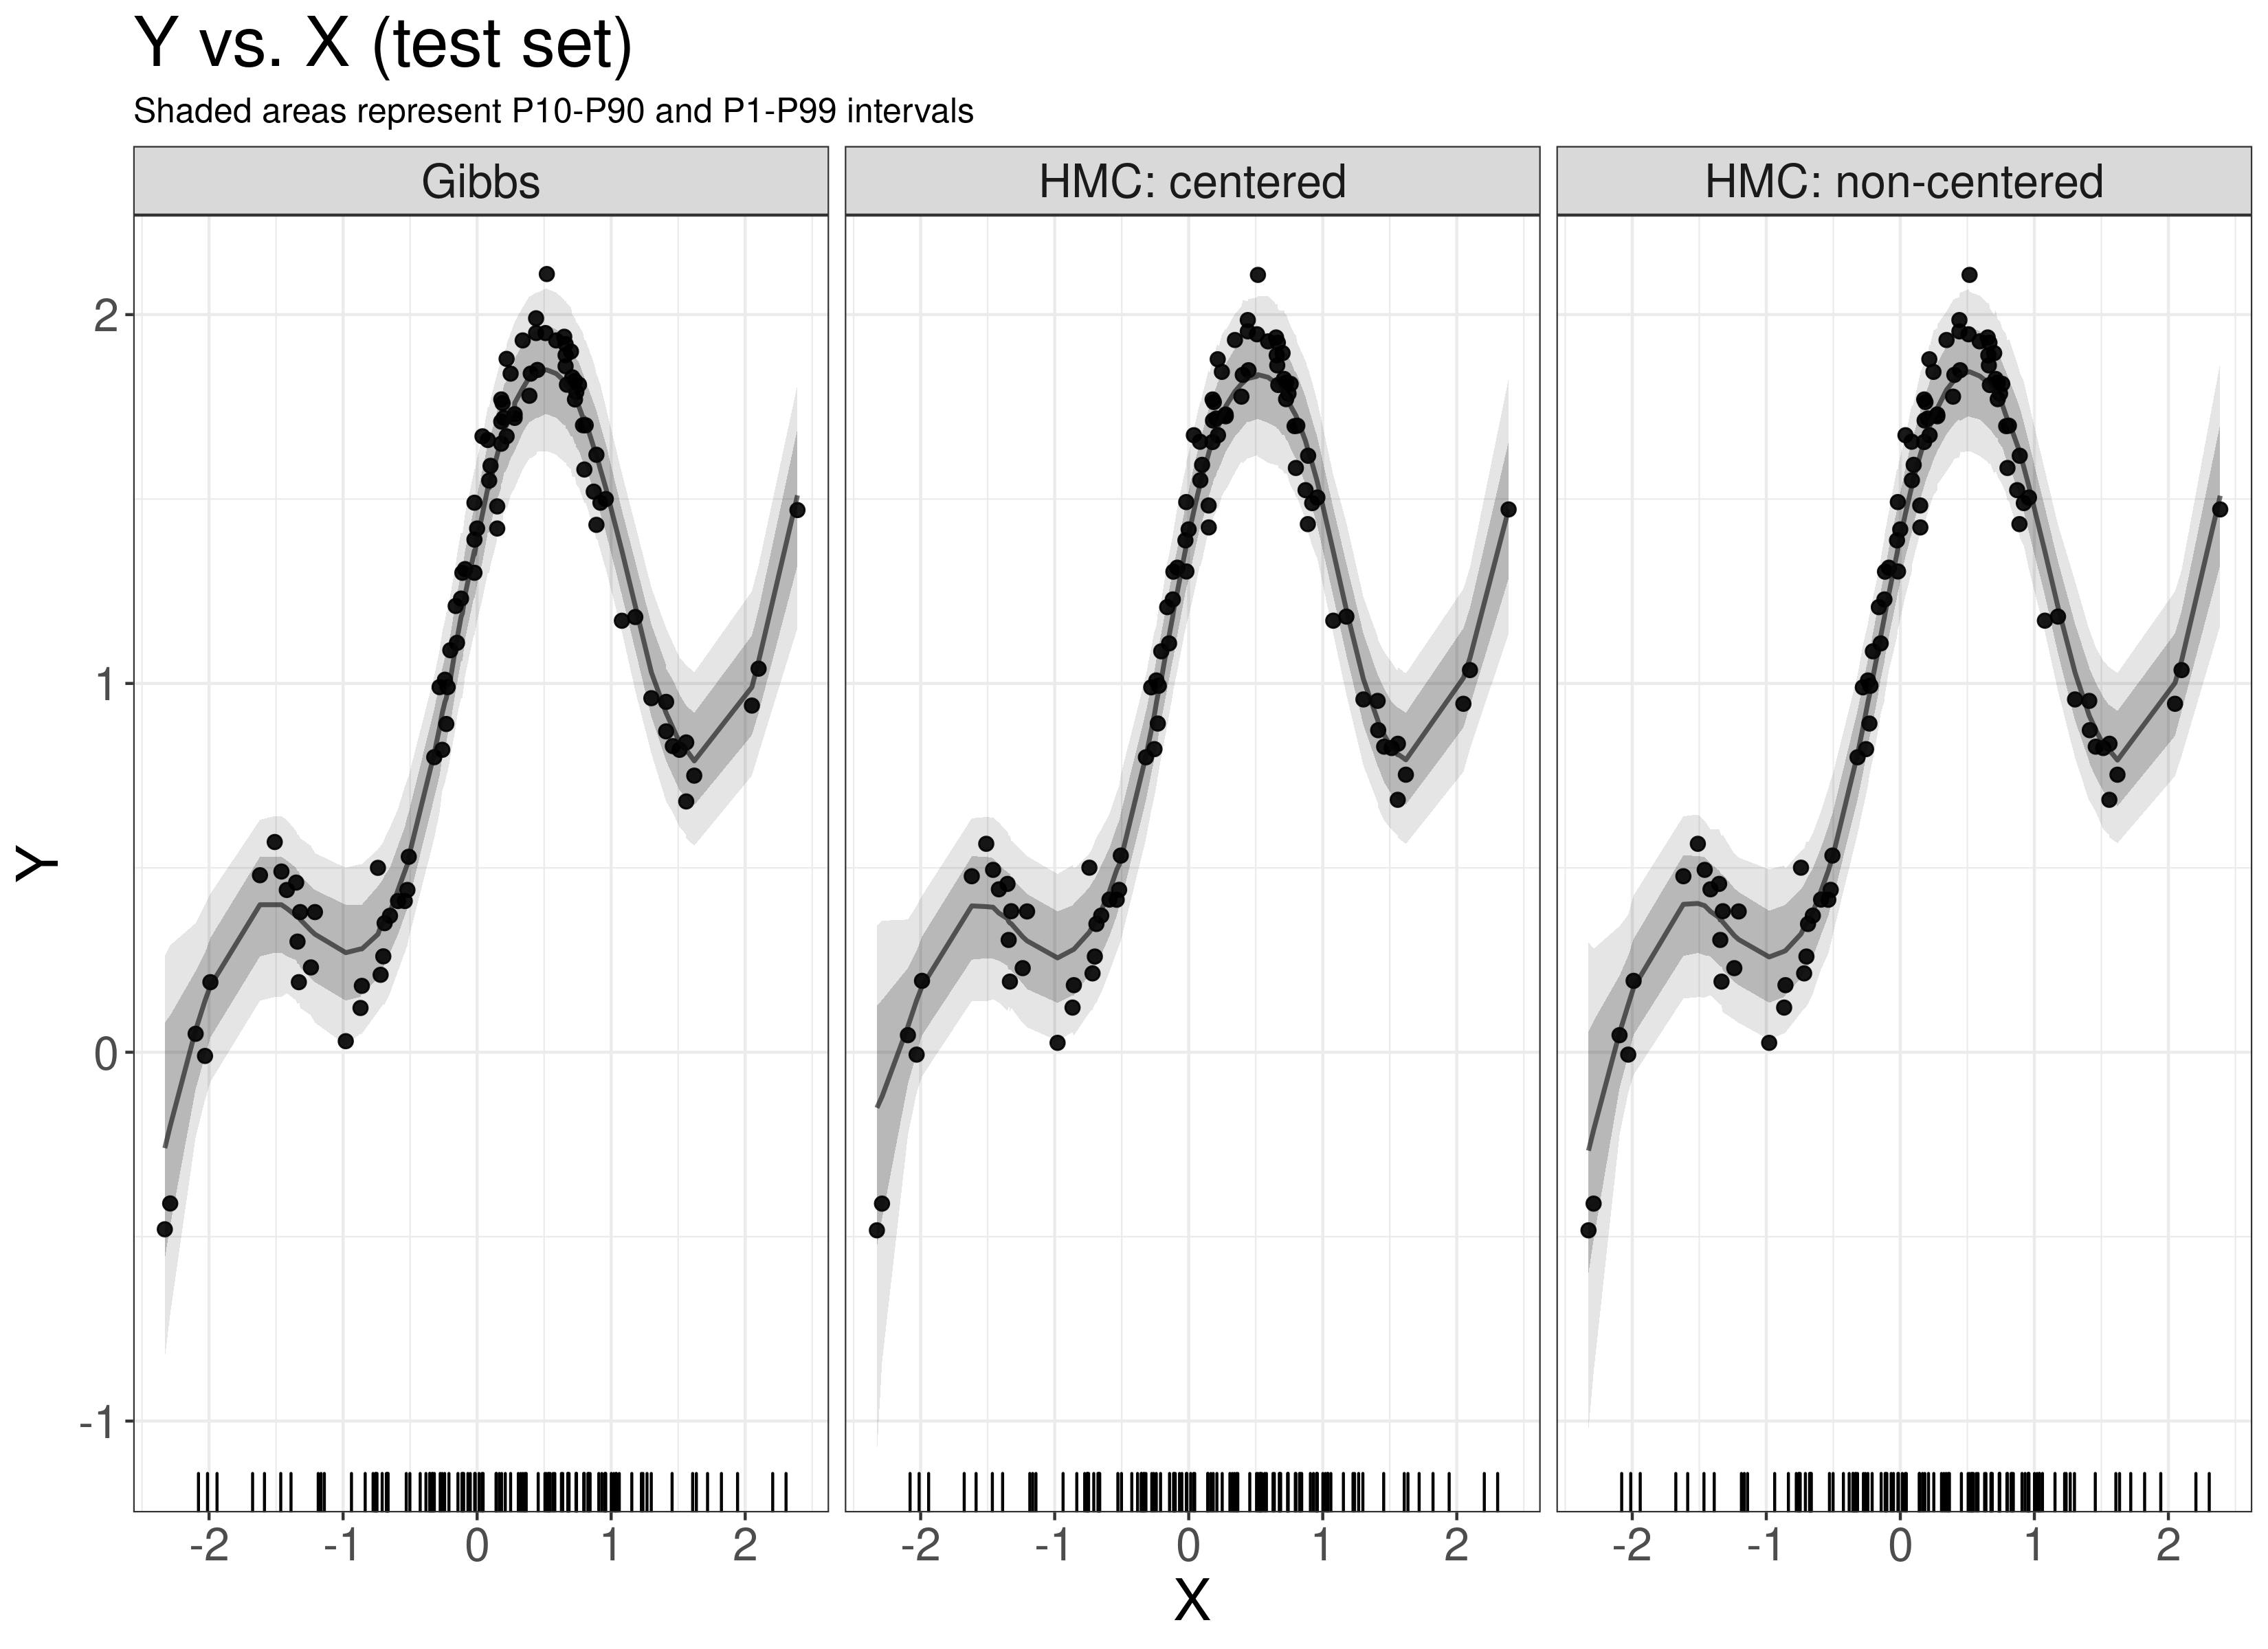 Y vs. X (test set)
Shaded areas represent P10-P90 and P1-P99 intervals
Gibbs
HMC: centered
HMC: non-centered
2
1
0
-1
Y
-2 -1 0 1 2
-2 -1 0 1 2
-2 -1 0 1 2
X